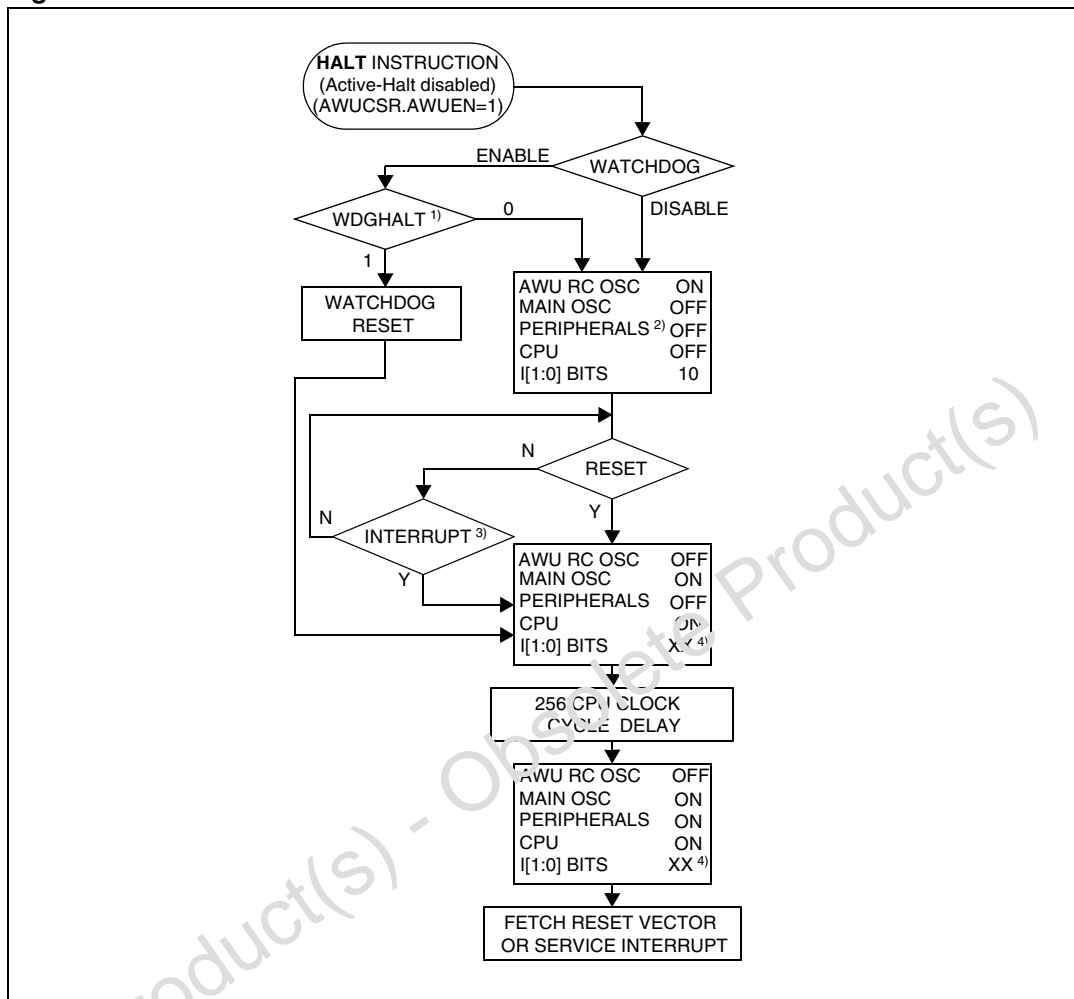 HALT INSTRUCTION
(Active-Halt disabled)
(AWUCSR.AWUEN=1)
WATCHDOG
ENABLE
DISABLE
WDGHALT 1)
0
1
WATCHDOG
RESET
AWU RC OSC ON
MAIN OSC OFF
PERIPHERALS 2) OFF
CPU OFF
I[1:0] BITS 10
RESET
N
Y
INTERRUPT 3)
N
Y
AWU RC OSC OFF
MAIN OSC ON
PERIPHERALS OFF
CPU ON
I[1:0] BITS XX 4)
256 CPU CLOCK
CYCLE DELAY
AWU RC OSC OFF
MAIN OSC ON
PERIPHERALS ON
CPU ON
I[1:0] BITS XX 4)
FETCH RESET VECTOR
OR SERVICE INTERRUPT
oduct(s) - Obsolete Product(s)